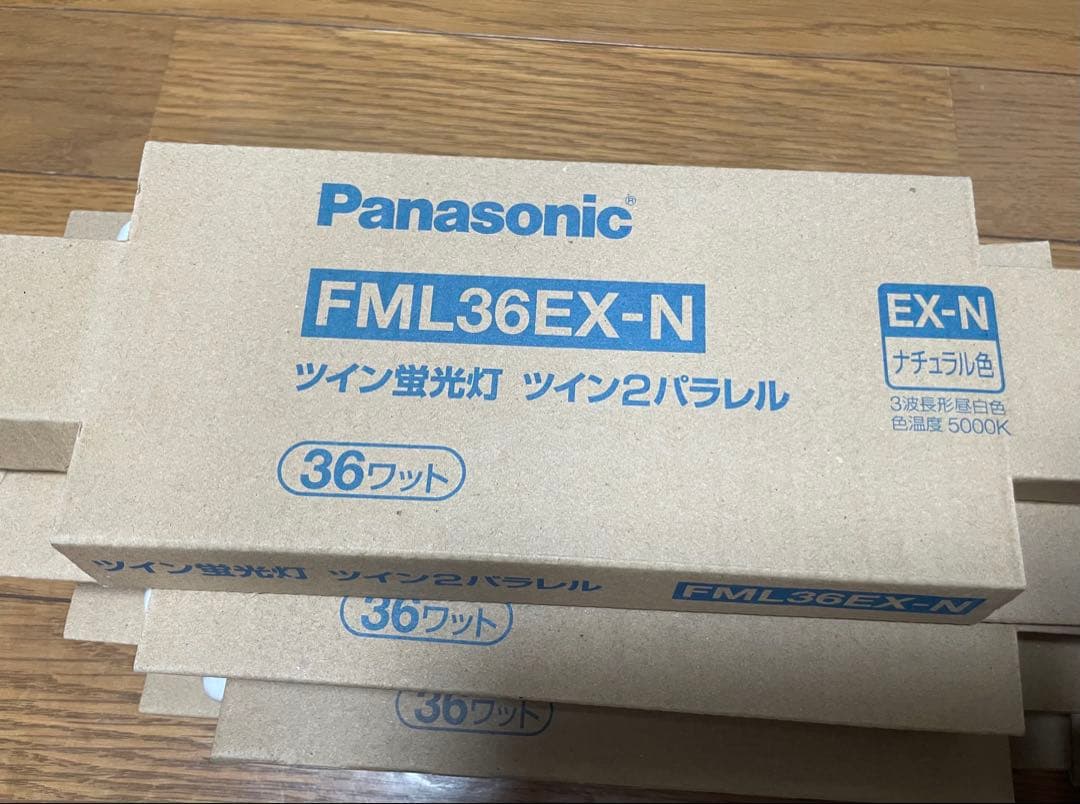 Panasonic®
FML36EX-N
ツイン蛍光灯 ツイン2パラレル
36ワット
EX-N
ナチュラル色
3波長形昼白色
色温度 5000K
ツイン蛍光灯 ツイン2パラレル FML36EX-N
36ワット
36ワット